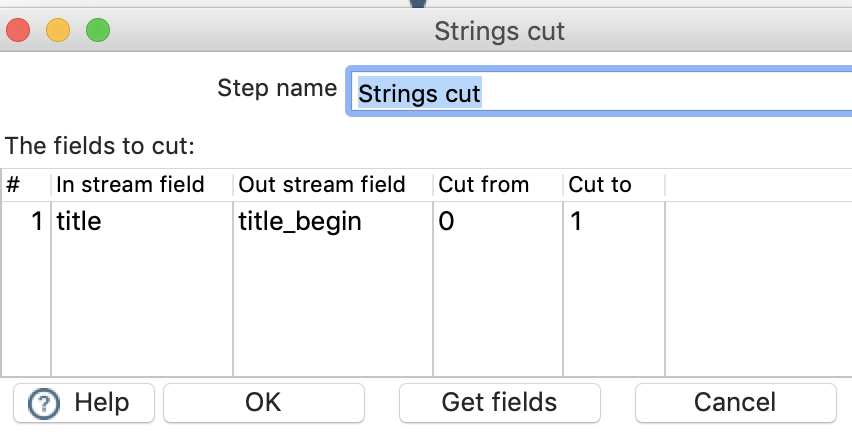 Strings cut
Step name Strings cut
The fields to cut:
# In stream field Out stream field Cut from Cut to
1 title title_begin 0 1
? Help OK Get fields Cancel